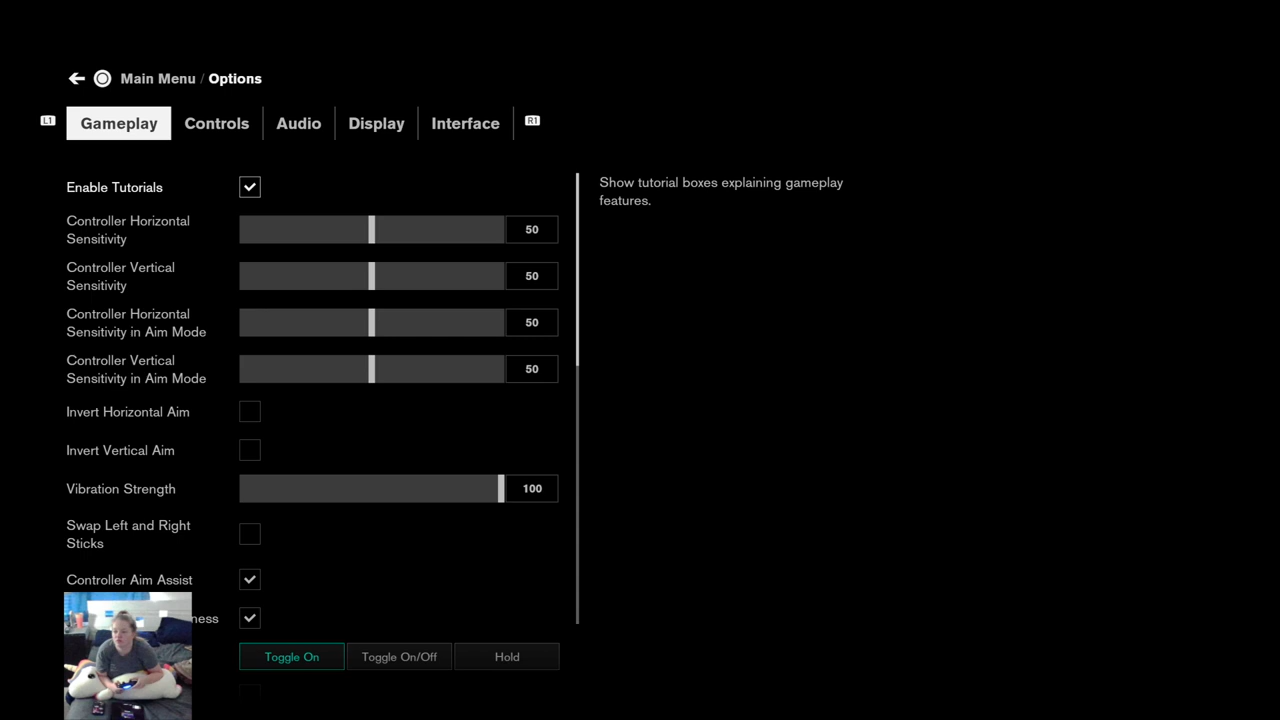 Main Menu / Options
L1 Gameplay Controls Audio Display Interface R1
Enable Tutorials
Show tutorial boxes explaining gameplay
features.
Controller Horizontal
Sensitivity
50
Controller Vertical
Sensitivity
50
Controller Horizontal
Sensitivity in Aim Mode
50
Controller Vertical
Sensitivity in Aim Mode
50
Invert Horizontal Aim
Invert Vertical Aim
Vibration Strength
100
Swap Left and Right
Sticks
Controller Aim Assist
Toggle On Toggle On/Off Hold